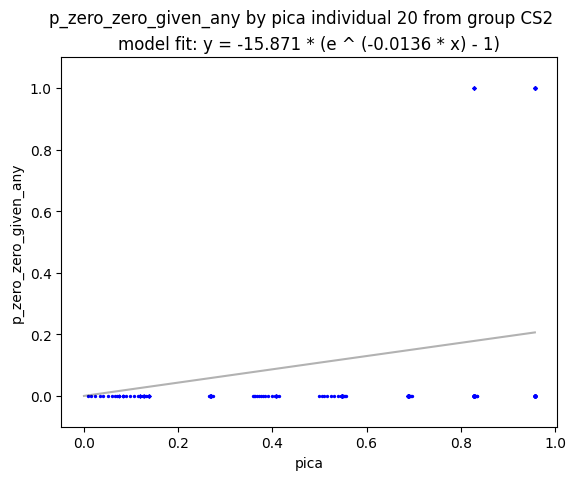 p_zero_zero_given_any by pica individual 20 from group CS2
model fit: y = -15.871 * (e ^ (-0.0136 * x) - 1)
1.0
0.8
0.6
0.4
0.2
0.0
p_zero_zero_given_any
0.0 0.2 0.4 0.6 0.8 1.0
pica